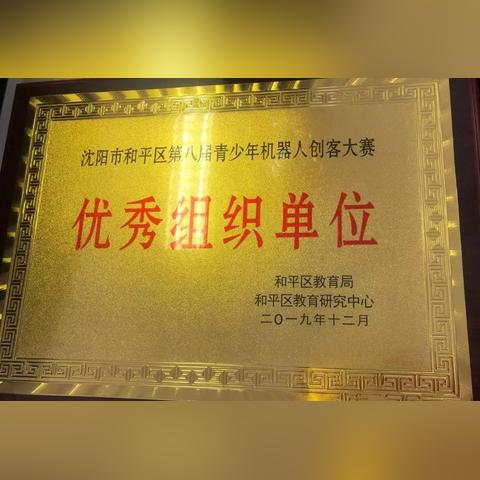 沈阳市和平区第八届青少年机器人创客大赛
优秀组织单位
和平区教育局
和平区教育研究中心
二〇一九年十二月